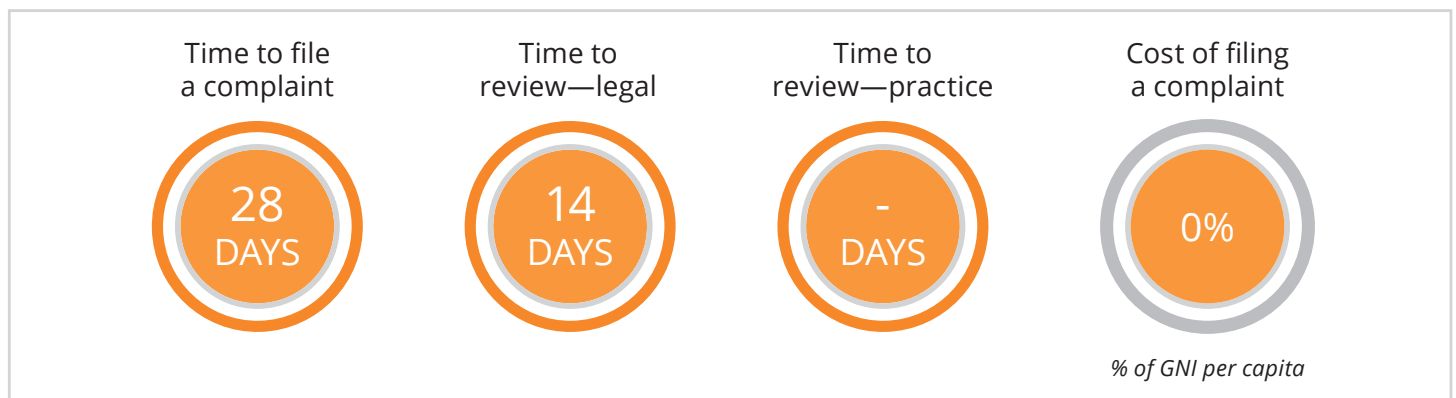 Time to file
a complaint
28
DAYS
Time to
review—legal
14
DAYS
Time to
review—practice
-
DAYS
Cost of filing
a complaint
0%
% of GNI per capita